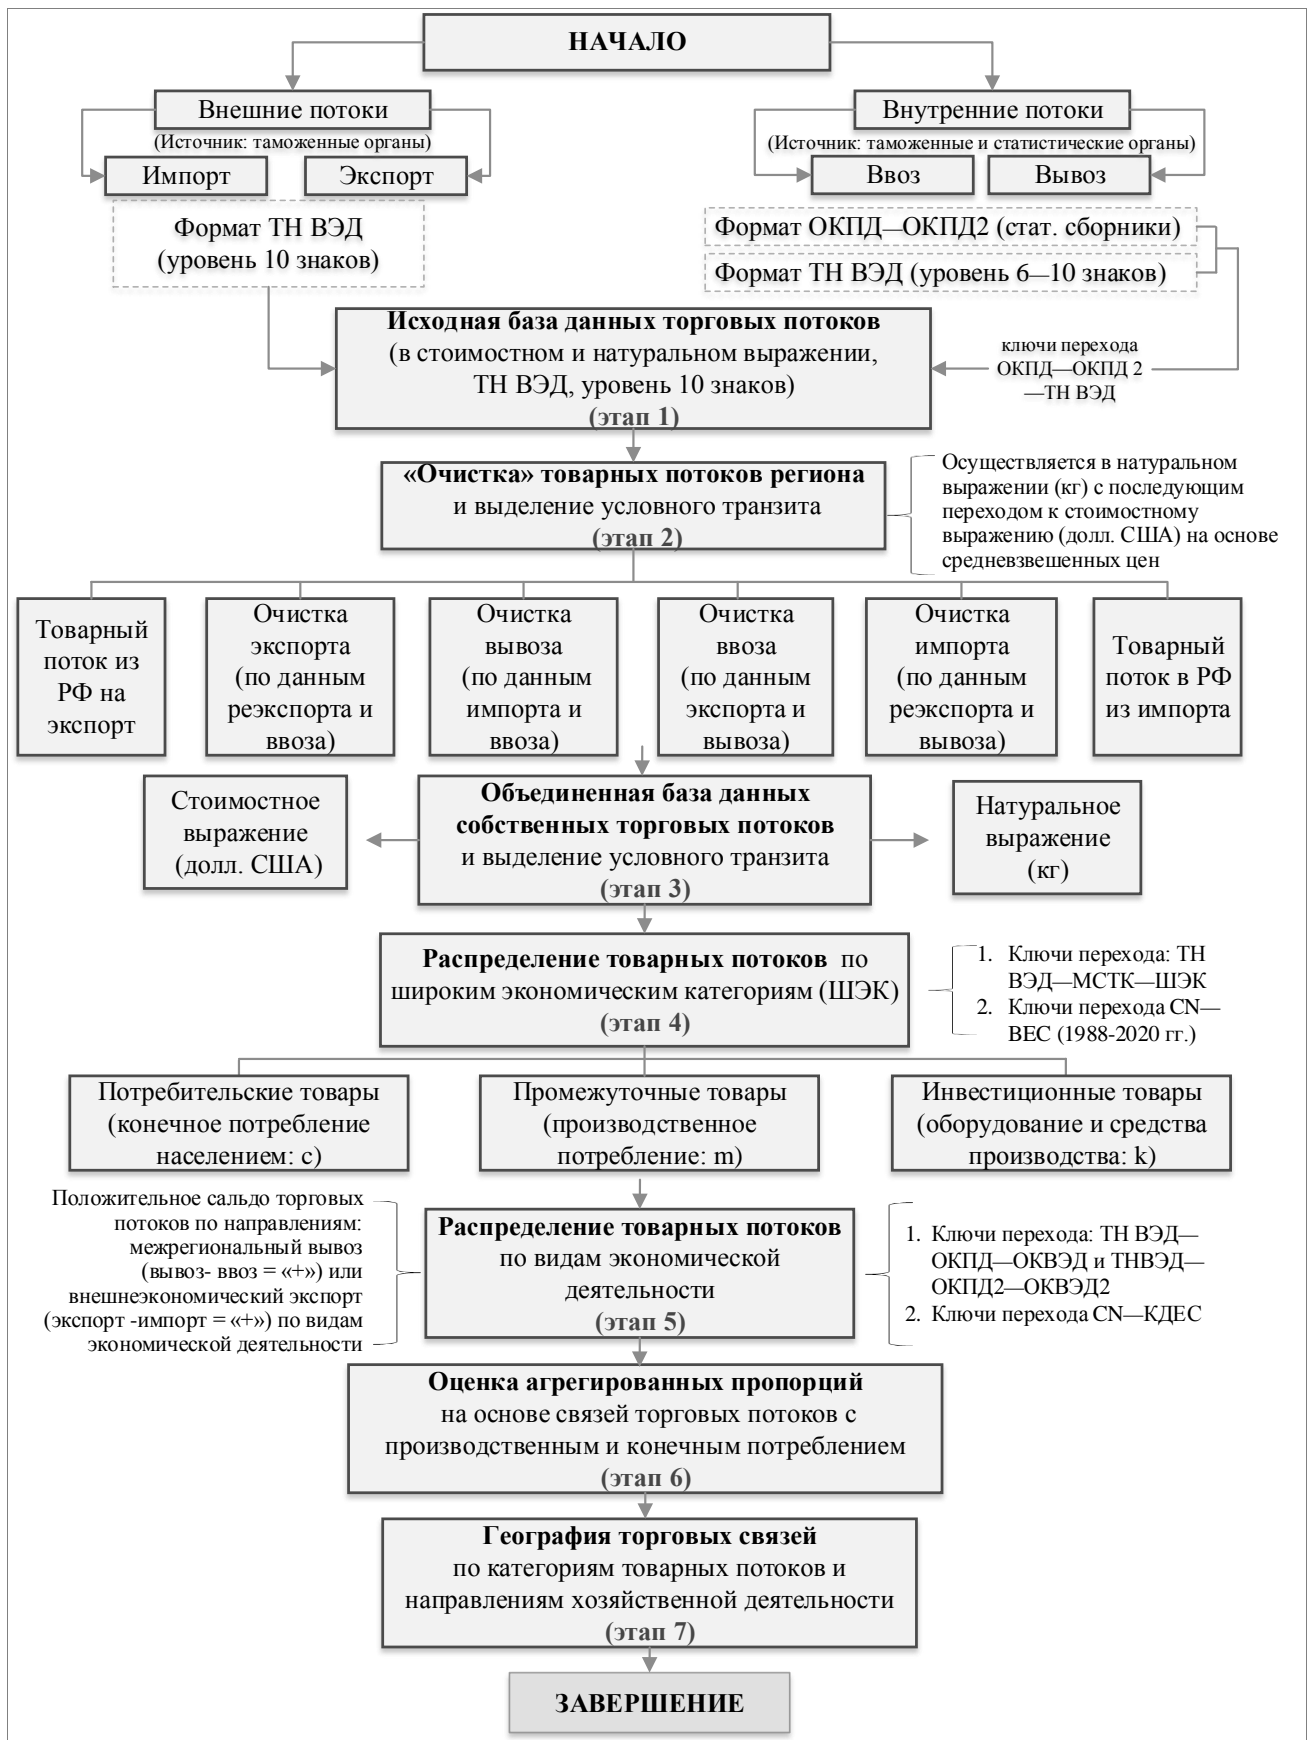 НАЧАЛО
Внешние потоки
(Источник: таможенные органы)
Импорт
Экспорт
Внутренние потоки
(Источник: таможенные и статистические органы)
Ввоз
Вывоз
Формат ТН ВЭД
(уровень 10 знаков)
Формат ОКПД—ОКПД2 (стат. сборники)
Формат ТН ВЭД (уровень 6—10 знаков)
Исходная база данных торговых потоков
(в стоимостном и натуральном выражении,
ТН ВЭД, уровень 10 знаков)
(этап 1)
ключи перехода
ОКПД—ОКПД 2
—ТН ВЭД
«Очистка» товарных потоков региона
и выделение условного транзита
(этап 2)
Осуществляется в натуральном
выражении (кг) с последующим
переходом к стоимостному
выражению (долл. США) на основе
средневзвешенных цен
Товарный
поток из
РФ на
экспорт
Очистка
экспорта
(по данным
реэкспорта и
ввоза)
Очистка
вывоза
(по данным
импорта и
ввоза)
Очистка
ввоза
(по данным
экспорта и
вывоза)
Очистка
импорта
(по данным
реэкспорта и
вывоза)
Товарный
поток в РФ
из импорта
Стоимостное
выражение
(долл. США)
Объединенная база данных
собственных торговых потоков
и выделение условного транзита
(этап 3)
Натуральное
выражение
(кг)
Распределение товарных потоков по
широким экономическим категориям (ШЭК)
(этап 4)
1. Ключи перехода: ТН
ВЭД—МСТК—ШЭК
2. Ключи перехода CN—
BEC (1988-2020 гг.)
Потребительские товары
(конечное потребление
населением: c)
Промежуточные товары
(производственное
потребление: m)
Инвестиционные товары
(оборудование и средства
производства: k)
Положительное сальдо торговых
потоков по направлениям:
межрегиональный вывоз
(вывоз- ввоз = «+») или
внешнеэкономический экспорт
(экспорт -импорт = «+») по видам
экономической деятельности
Распределение товарных потоков
по видам экономической
деятельности
(этап 5)
1. Ключи перехода: ТН ВЭД—
ОКПД—ОКВЭД и ТНВЭД—
ОКПД2—ОКВЭД2
2. Ключи перехода CN—КДЕС
Оценка агрегированных пропорций
на основе связей торговых потоков с
производственным и конечным потреблением
(этап 6)
География торговых связей
по категориям товарных потоков и
направлениям хозяйственной деятельности
(этап 7)
ЗАВЕРШЕНИЕ